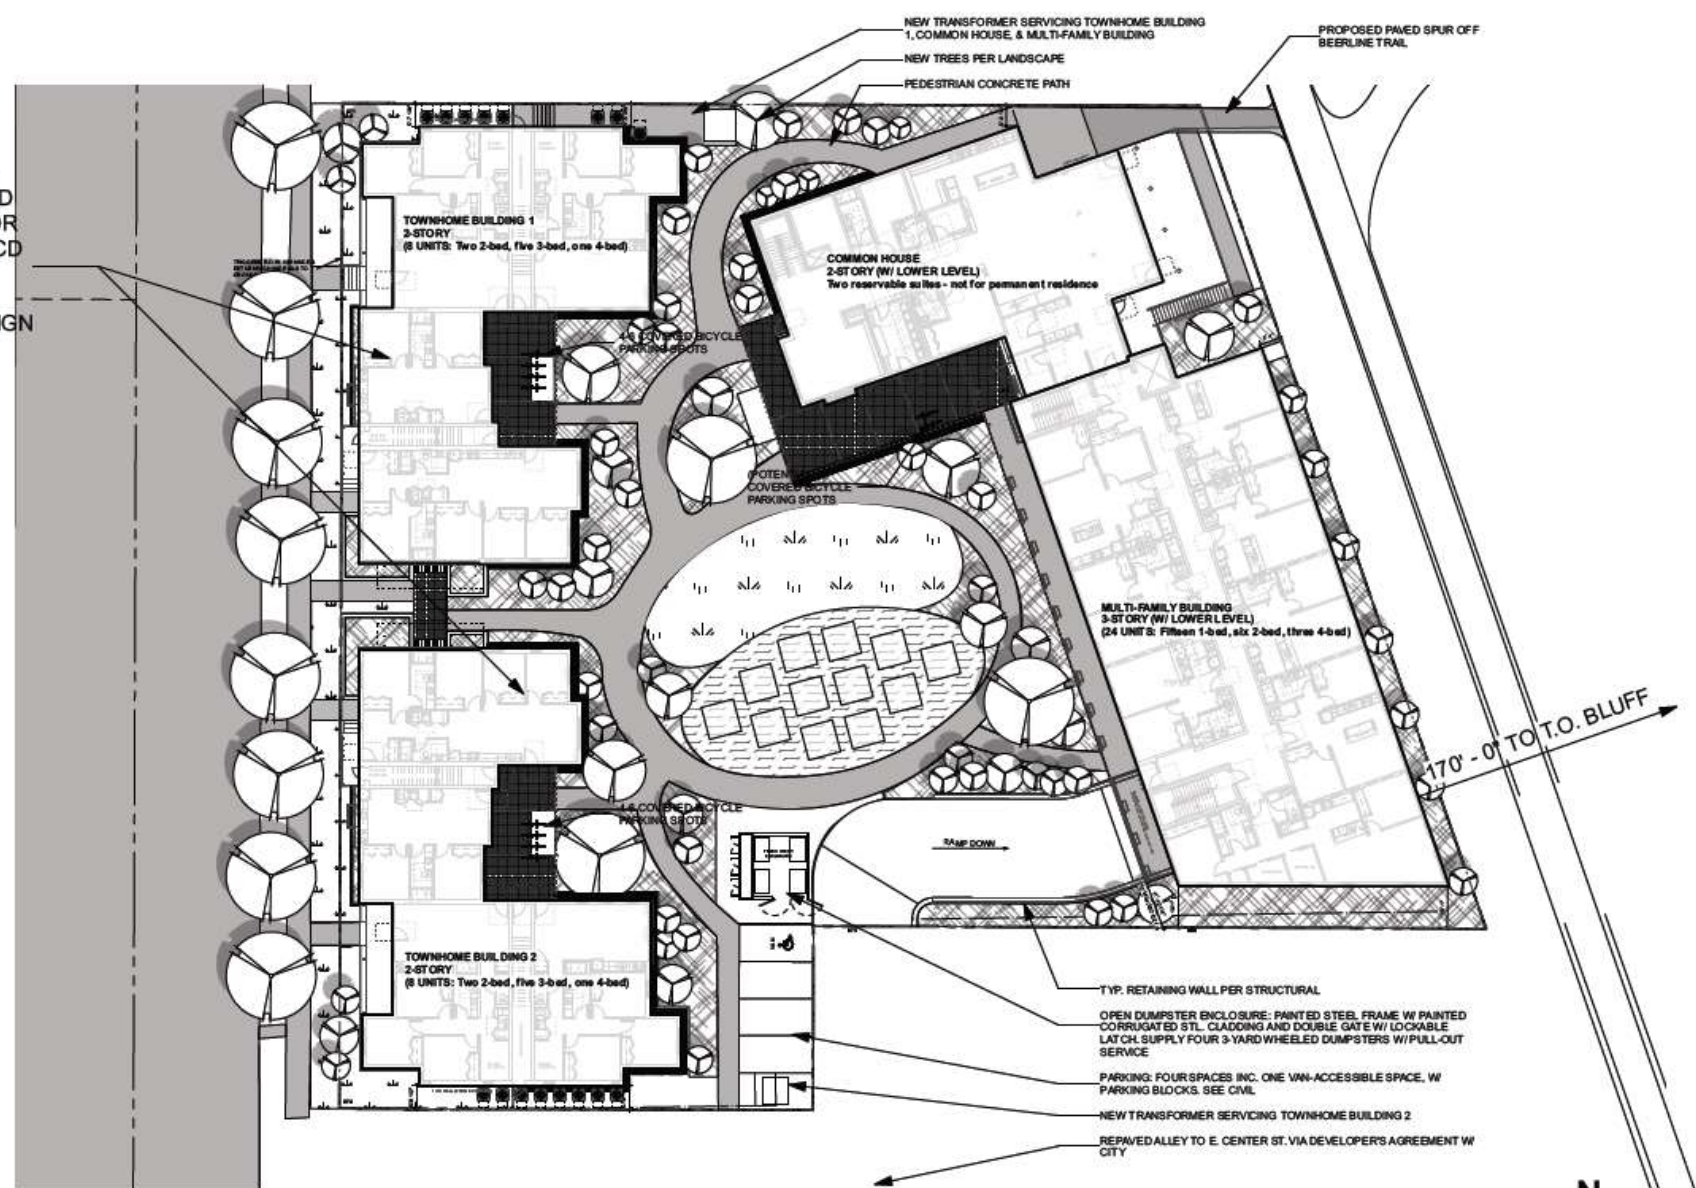 NEW TRANSFORMER SERVICING TOWNHOME BUILDING
1, COMMON HOUSE, & MULTI-FAMILY BUILDING
NEW TREES PER LANDSCAPE
PEDESTRIAN CONCRETE PATH
PROPOSED PAVED SPUR OFF
BEERLINE TRAIL
D
OR
CD
IGN
TOWNHOME BUILDING 1
2-STORY
(8 UNITS: Two 2-bed, five 3-bed, one 4-bed)
COMMON HOUSE
2-STORY (W/ LOWER LEVEL)
Two reservable suites - not for permanent residence
4-6 COVERED BICYCLE
PARKING SPOTS
COVERED BICYCLE
PARKING SPOTS
MULTI-FAMILY BUILDING
3-STORY (W/ LOWER LEVEL)
(24 UNITS: Fifteen 1-bed, six 2-bed, three 4-bed)
170' - 0" TO T.O. BLUFF
COVERED BICYCLE
PARKING SPOTS
RAMP DOWN
TOWNHOME BUILDING 2
2-STORY
(8 UNITS: Two 2-bed, five 3-bed, one 4-bed)
TYP. RETAINING WALL PER STRUCTURAL
OPEN DUMPSTER ENCLOSURE: PAINTED STEEL FRAME W/ PAINTED
CORRUGATED STL. CLADDING AND DOUBLE GATE W/ LOCKABLE
LATCH. SUPPLY FOUR 3-YARD WHEELED DUMPSTERS W/ PULL-OUT
SERVICE
PARKING: FOUR SPACES INC. ONE VAN-ACCESSIBLE SPACE, W/
PARKING BLOCKS. SEE CIVIL
NEW TRANSFORMER SERVICING TOWNHOME BUILDING 2
REPAVED ALLEY TO E. CENTER ST. VIA DEVELOPER'S AGREEMENT W/
CITY
N